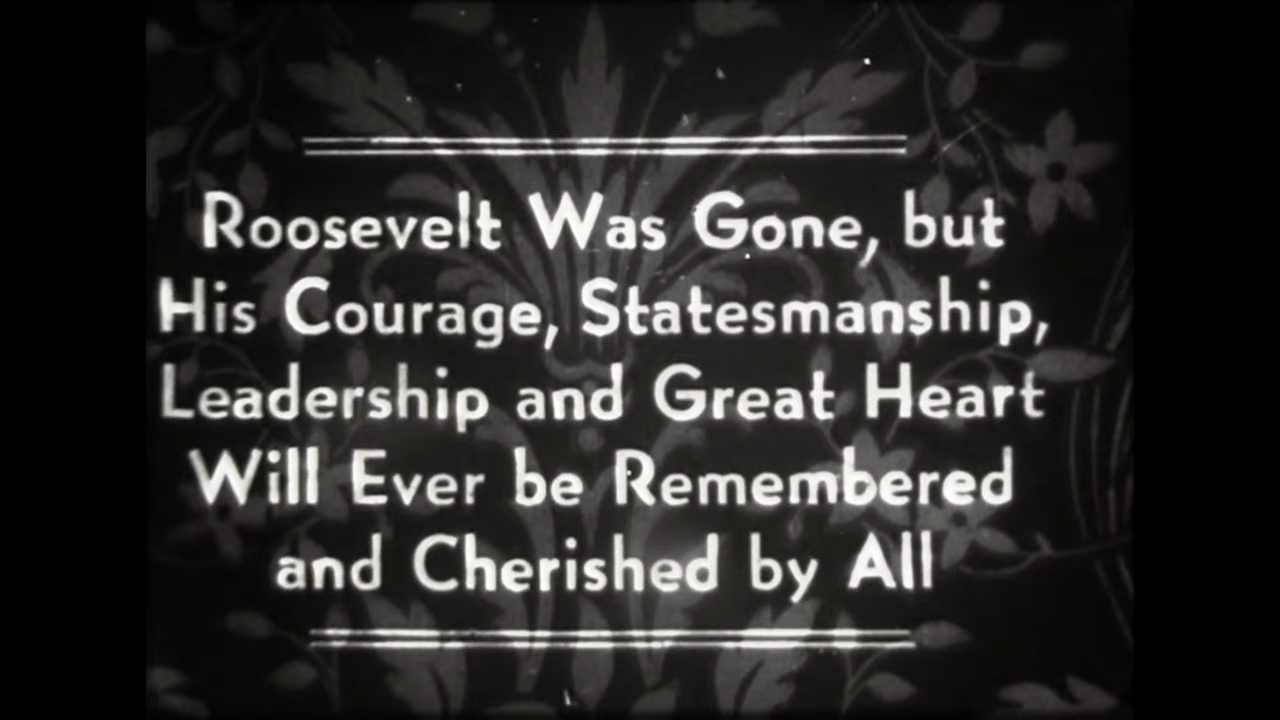 Roosevelt Was Gone, but
His Courage, Statesmanship,
Leadership and Great Heart
Will Ever be Remembered
and Cherished by All